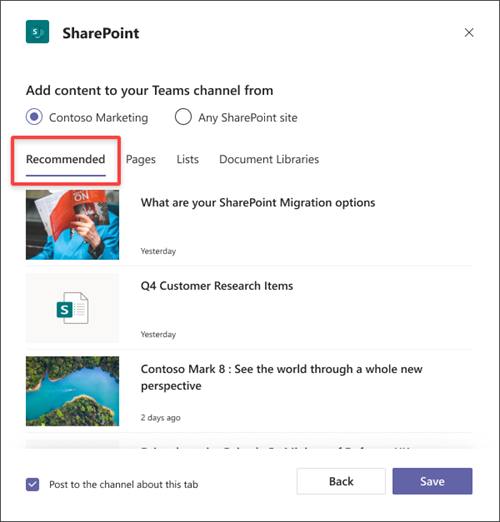 SharePoint
Add content to your Teams channel from
Contoso Marketing Any SharePoint site
Recommended Pages Lists Document Libraries
What are your SharePoint Migration options
Yesterday
Q4 Customer Research Items
Yesterday
Contoso Mark 8 : See the world through a whole new
perspective
2 days ago
Post to the channel about this tab Back Save